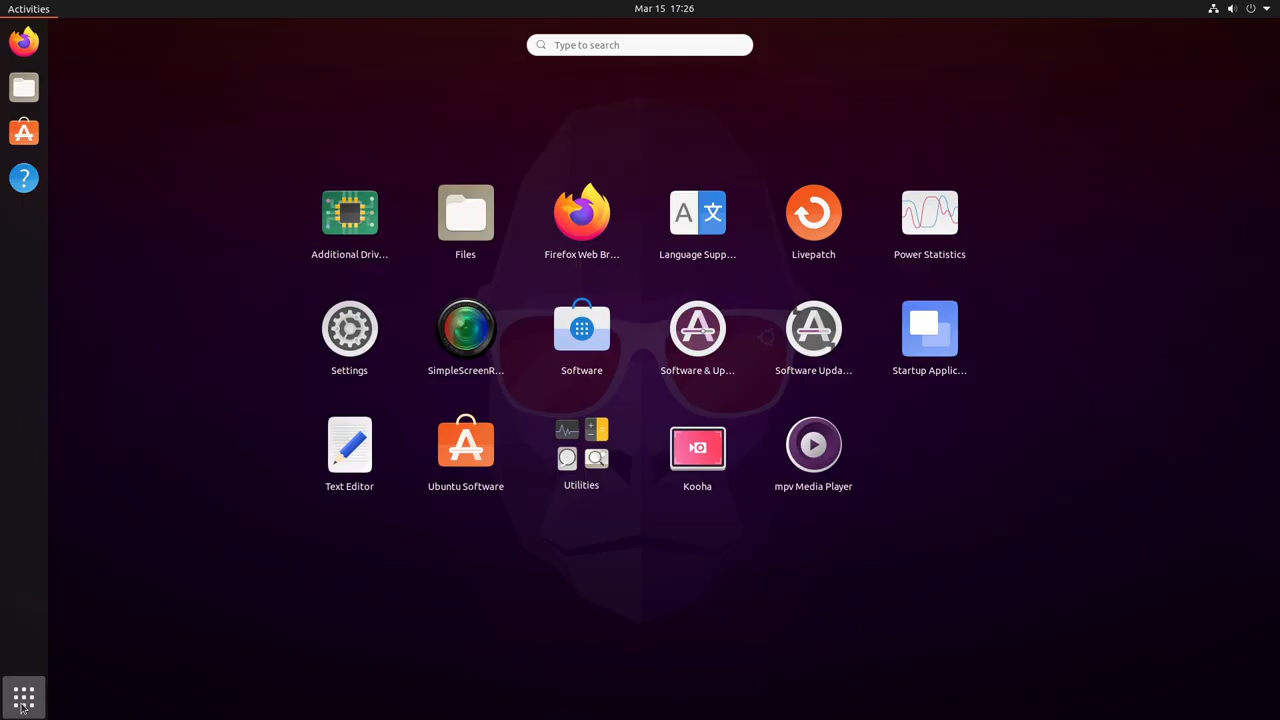 Activities
Mar 15 17:26
Type to search
Additional Driv...
Files
Firefox Web Br...
Language Supp...
Livepatch
Power Statistics
Settings
SimpleScreenR...
Software
Software & Up...
Software Upda...
Startup Applic...
Text Editor
Ubuntu Software
Utilities
Kooha
mpv Media Player